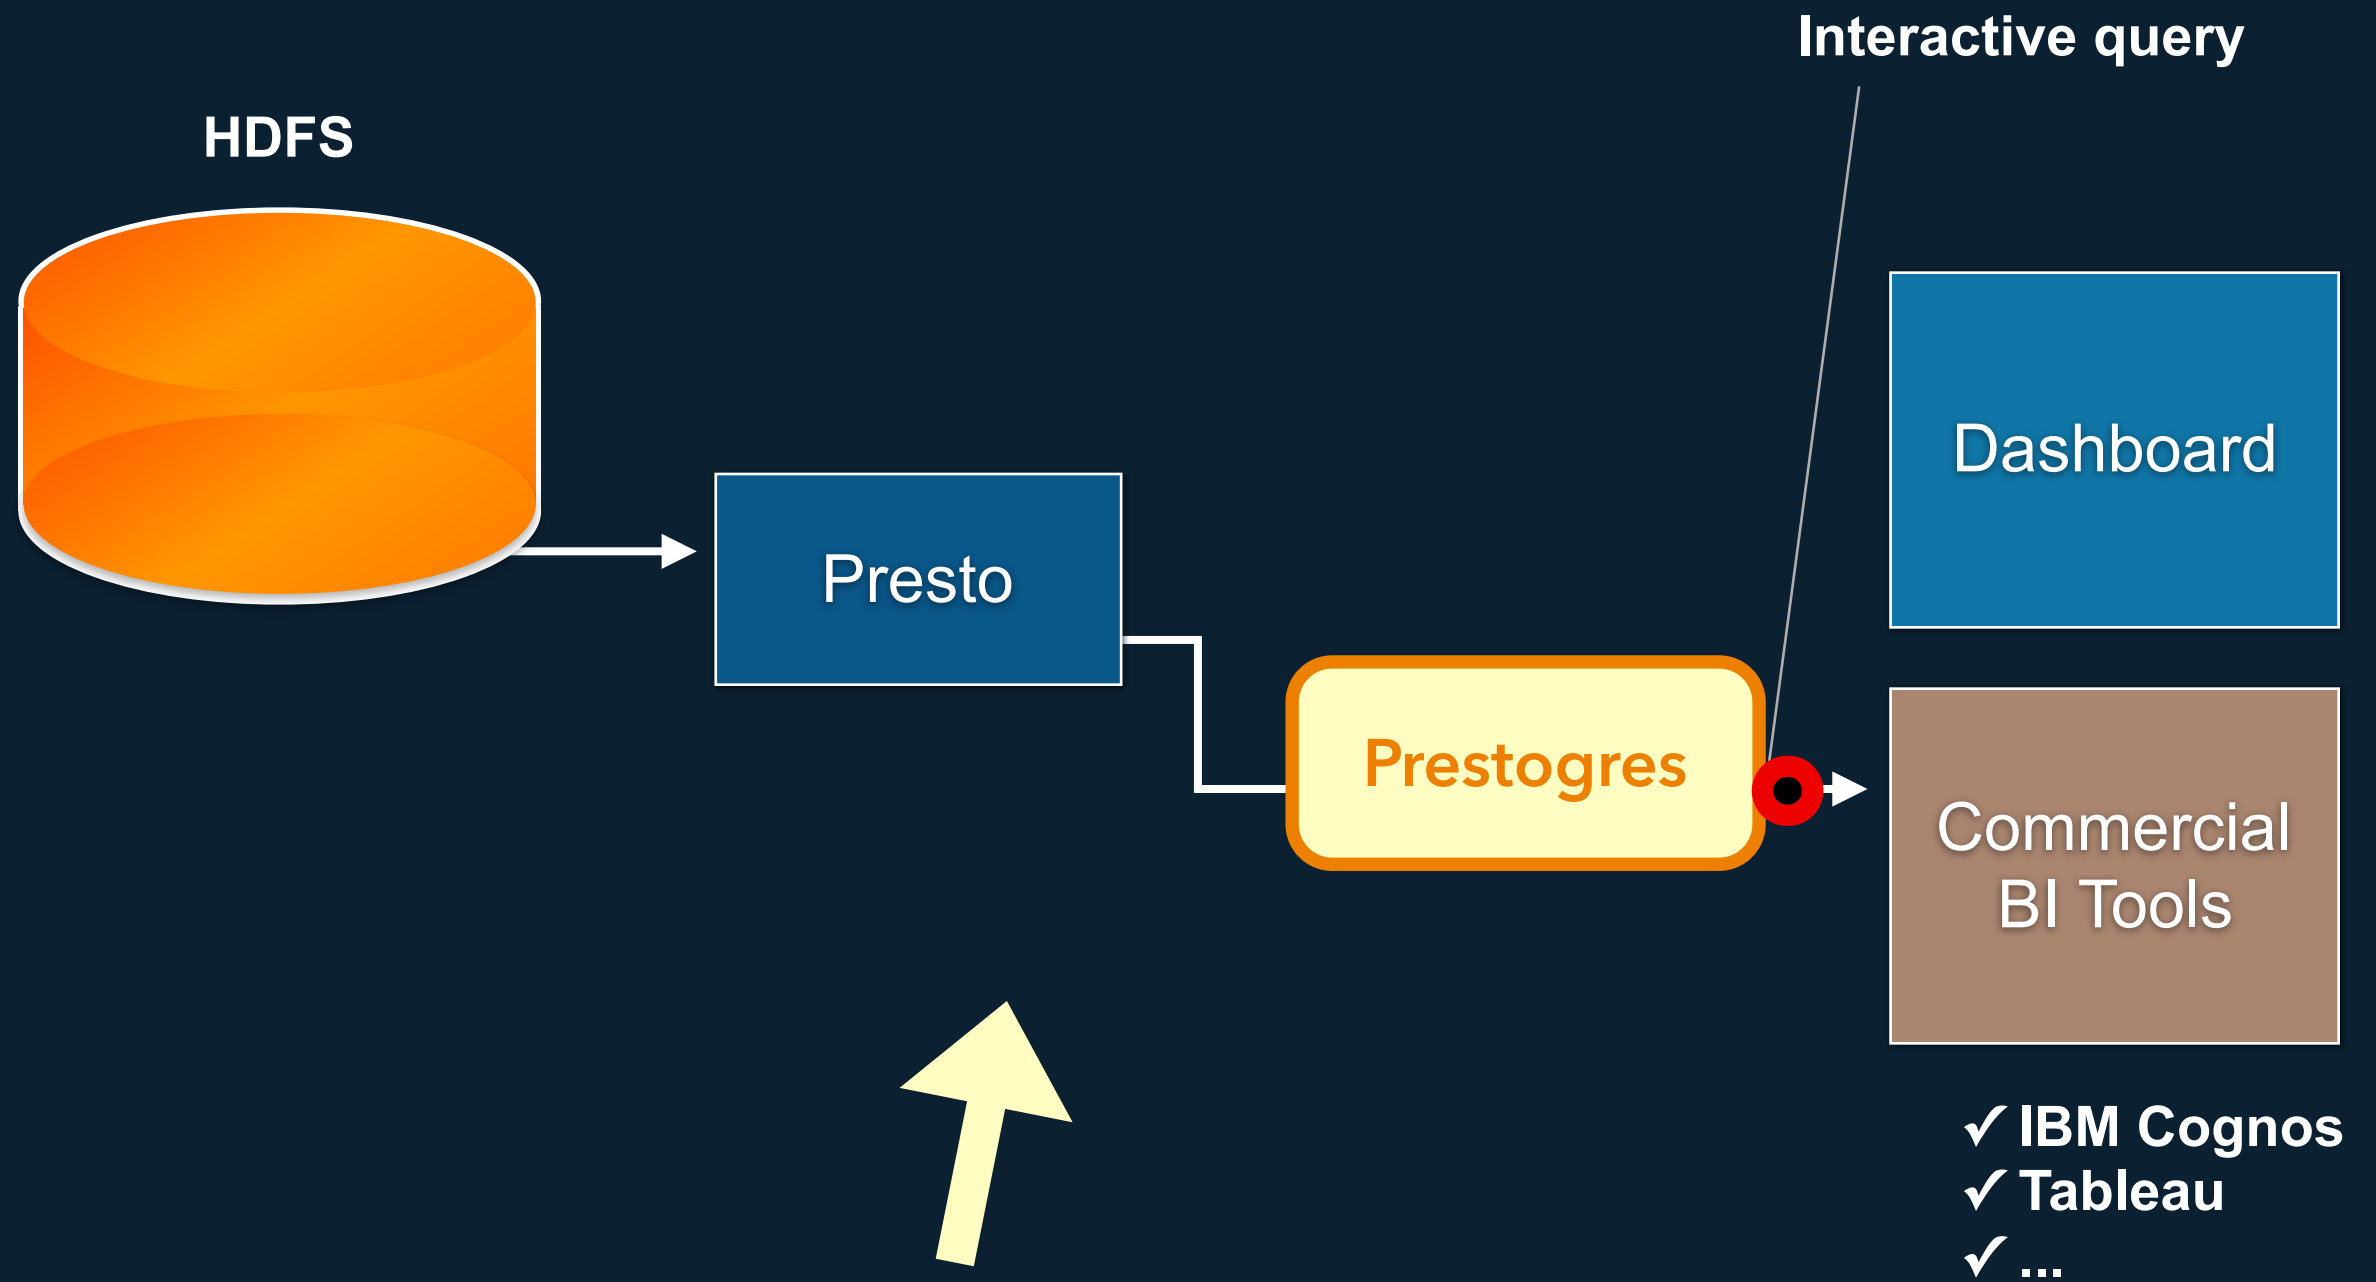 Interactive query
HDFS
Dashboard
Presto
Prestogres
Commercial
BI Tools
✓ IBM Cognos
✓ Tableau
✓ ...